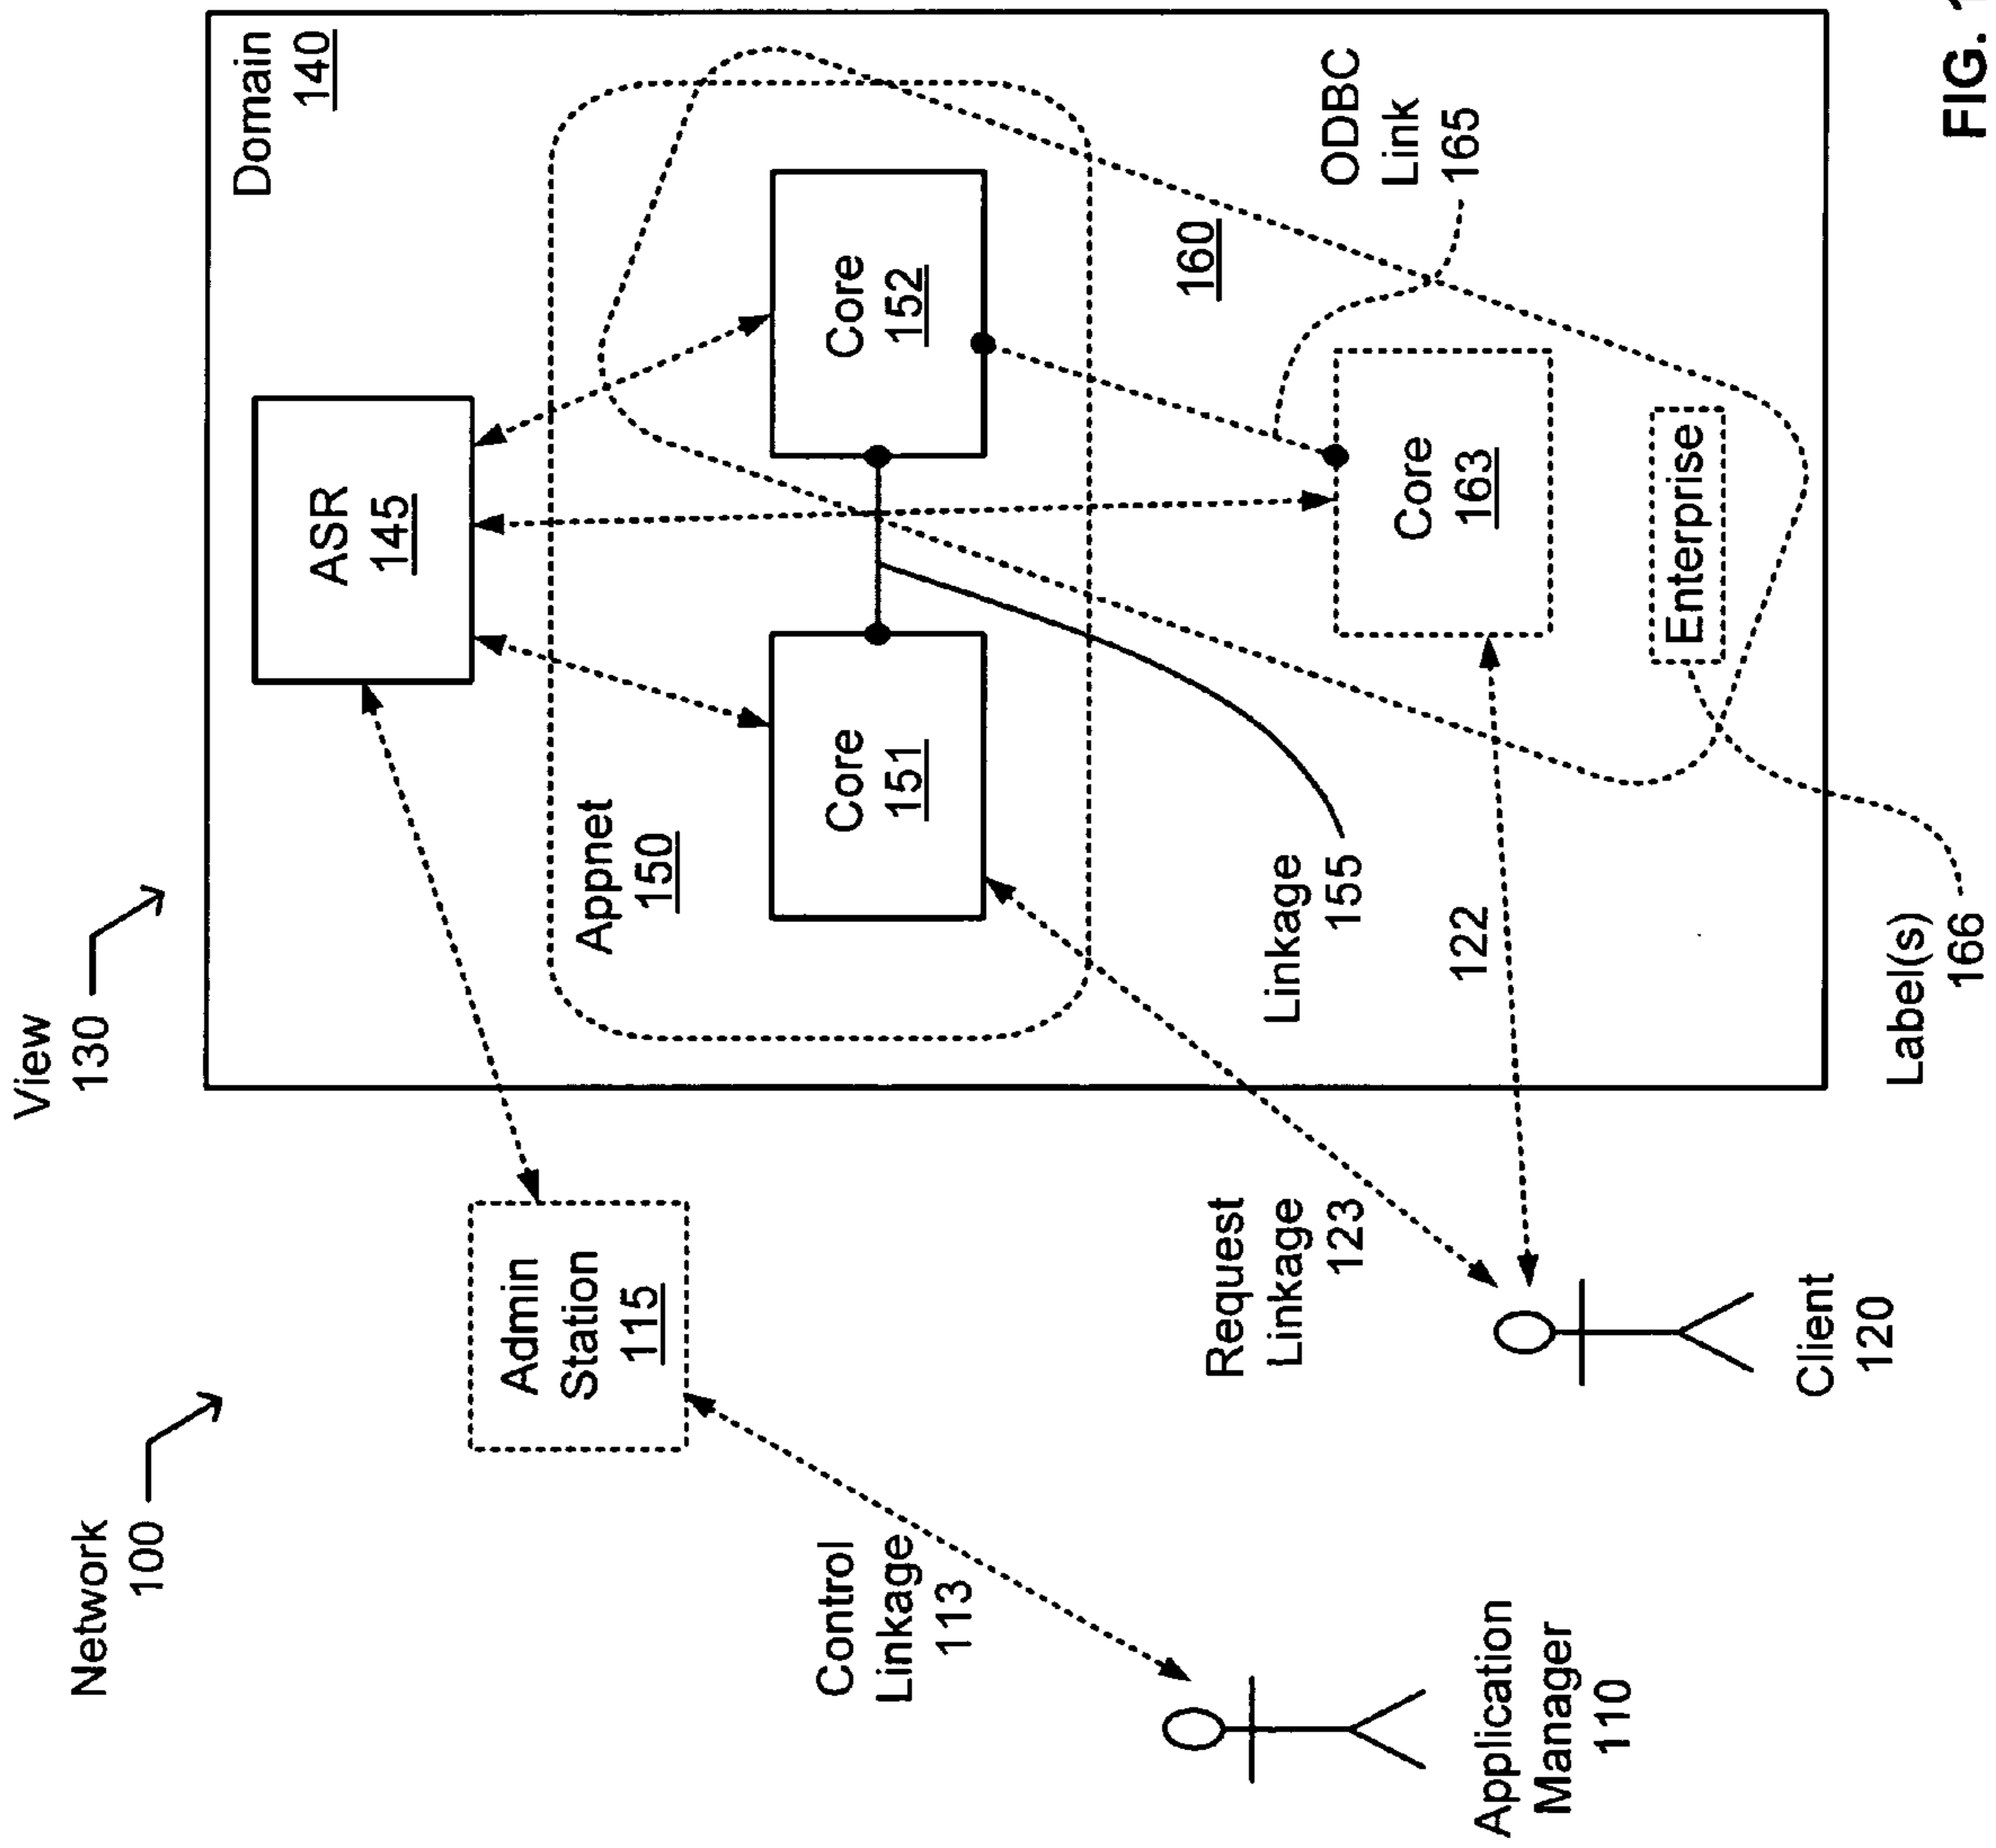 Network
100
View
130
Domain
140
ASR
145
Appnet
150
Core
151
Core
152
Admin
Station
115
Control
Linkage
113
Application
Manager
110
Request
Linkage
123
Client
120
Linkage
155
122
160
ODBC
Link
165
Core
163
Enterprise
Label(s)
166